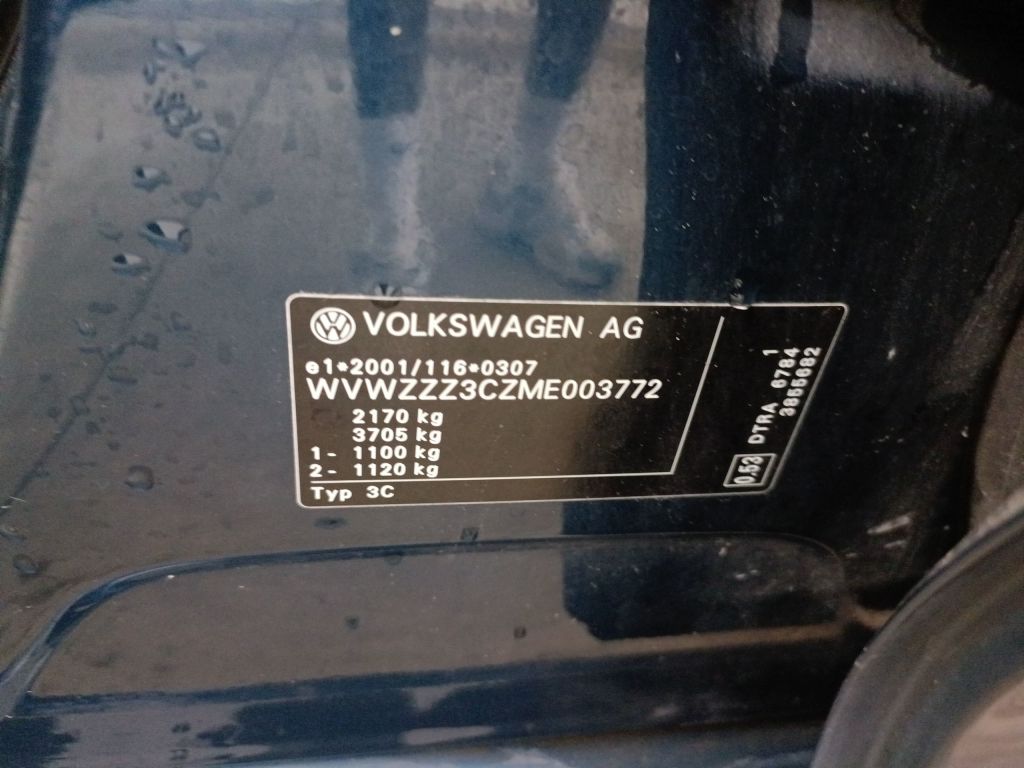 VOLKSWAGEN AG
e1*2001/116*0307
WVWZZZ3CZME003772
2170 kg
3705 kg
1- 1100 kg
2- 1120 kg
Typ 3C
0,53 DTRA 6784 1
3855682